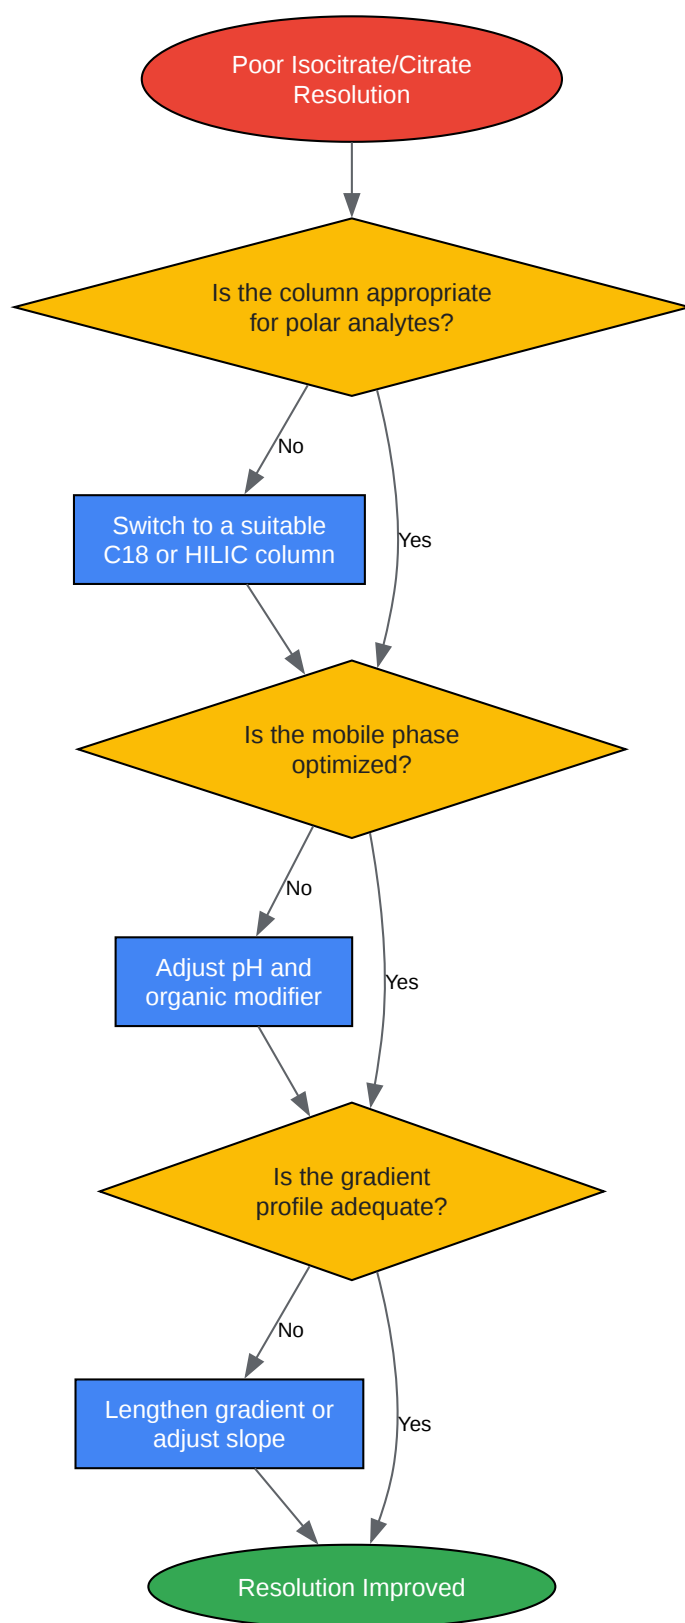 Poor Isocitrate/Citrate
Resolution
Is the column appropriate
for polar analytes?
No
Switch to a suitable
C18 or HILIC column
Yes
Is the mobile phase
optimized?
No
Adjust pH and
organic modifier
Yes
Is the gradient
profile adequate?
No
Lengthen gradient or
adjust slope
Yes
Resolution Improved